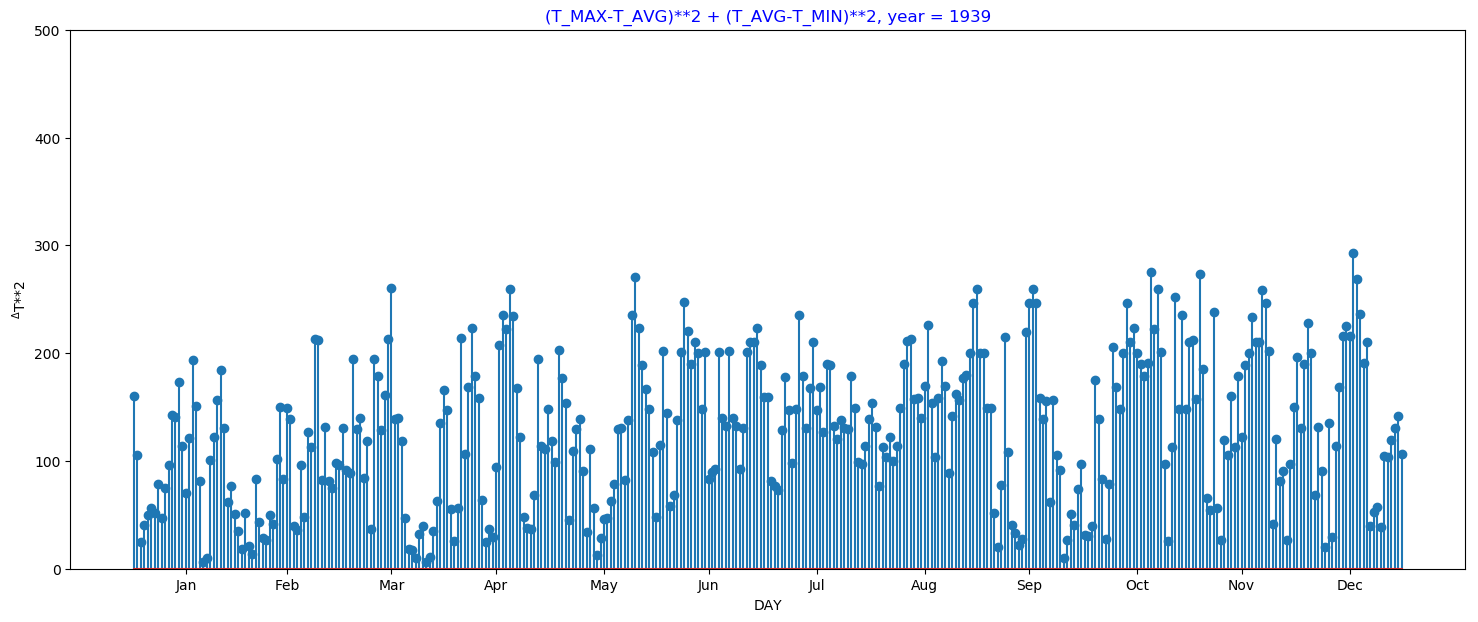 (T_MAX-T_AVG)**2 + (T_AVG-T_MIN)**2, year = 1939
500
400
300
200
100
0
ΔT**2
Jan Feb Mar Apr May Jun Jul Aug Sep Oct Nov Dec
DAY